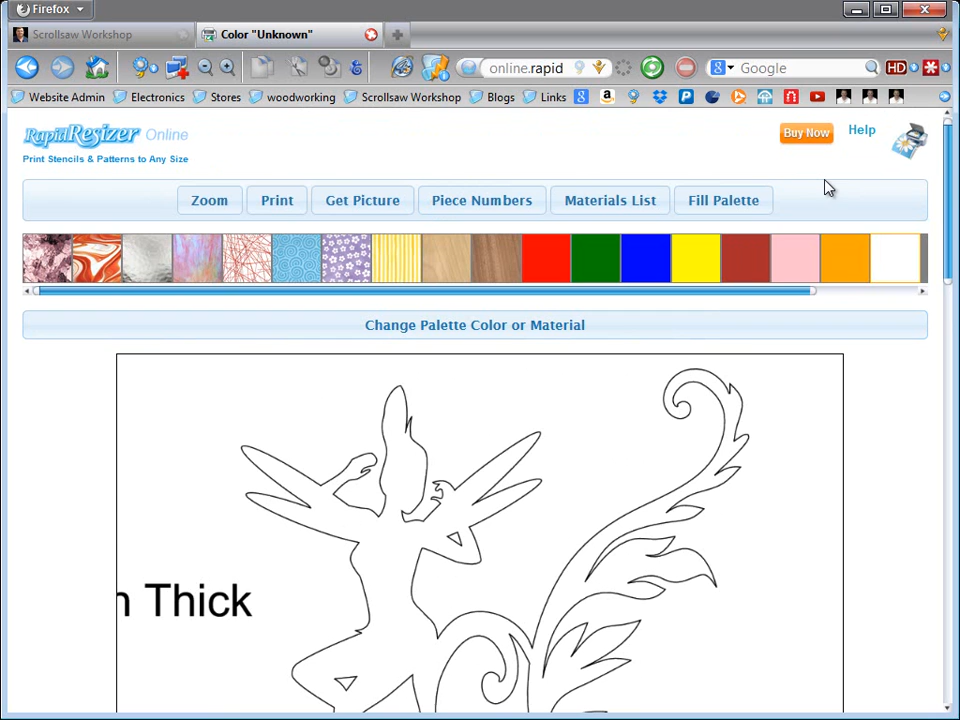 Firefox
Scrollsaw Workshop
Color "Unknown"
online.rapid
Google
HD
Website Admin
Electronics
Stores
woodworking
Scrollsaw Workshop
Blogs
Links
RapidResizer Online
Print Stencils & Patterns to Any Size
Buy Now
Help
Zoom
Print
Get Picture
Piece Numbers
Materials List
Fill Palette
Change Palette Color or Material
Thick